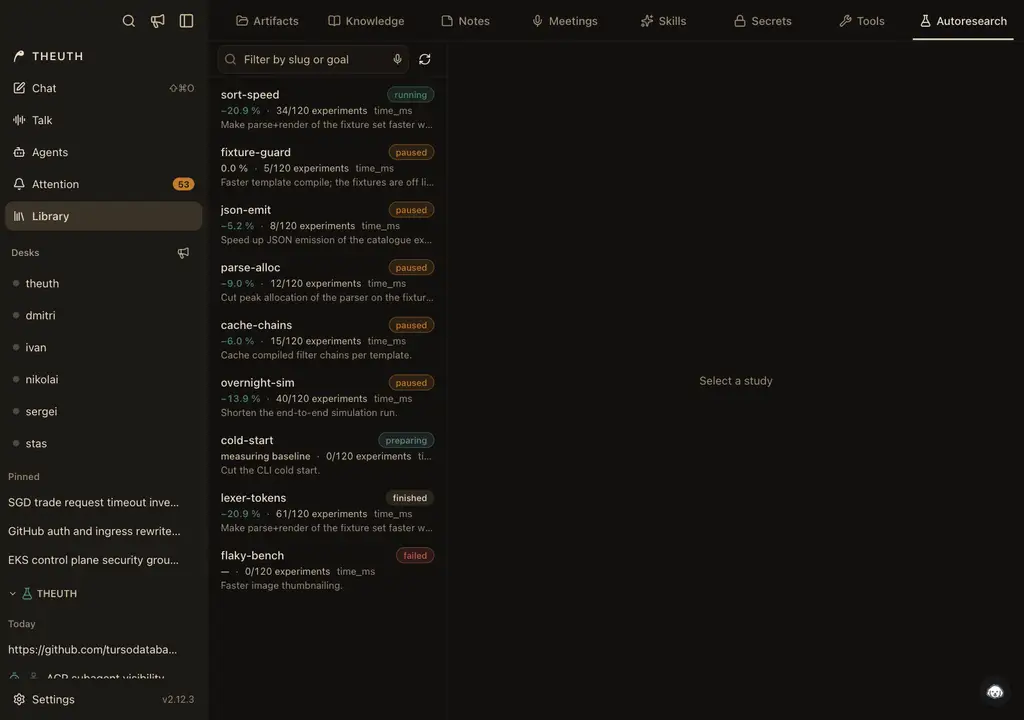 Artifacts
Knowledge
Notes
Meetings
Skills
Secrets
Tools
Autoresearch
THEUTH
Chat ⇧⌘O
Talk
Agents
Attention 53
Library
Desks
theuth
dmitri
ivan
nikolai
sergei
stas
Pinned
SGD trade request timeout inve...
GitHub auth and ingress rewrite...
EKS control plane security grou...
THEUTH
Today
https://github.com/tursodataba...
ACP subagent visibility
Settings v2.12.3
Filter by slug or goal
sort-speed running
−20.9 % · 34/120 experiments time_ms
Make parse+render of the fixture set faster w...
fixture-guard paused
0.0 % · 5/120 experiments time_ms
Faster template compile; the fixtures are off li...
json-emit paused
−5.2 % · 8/120 experiments time_ms
Speed up JSON emission of the catalogue ex...
parse-alloc paused
−9.0 % · 12/120 experiments time_ms
Cut peak allocation of the parser on the fixtur...
cache-chains paused
−6.0 % · 15/120 experiments time_ms
Cache compiled filter chains per template.
overnight-sim paused
−13.9 % · 40/120 experiments time_ms
Shorten the end-to-end simulation run.
cold-start preparing
measuring baseline · 0/120 experiments ti...
Cut the CLI cold start.
lexer-tokens finished
−20.9 % · 61/120 experiments time_ms
Make parse+render of the fixture set faster w...
flaky-bench failed
— · 0/120 experiments time_ms
Faster image thumbnailing.
Select a study